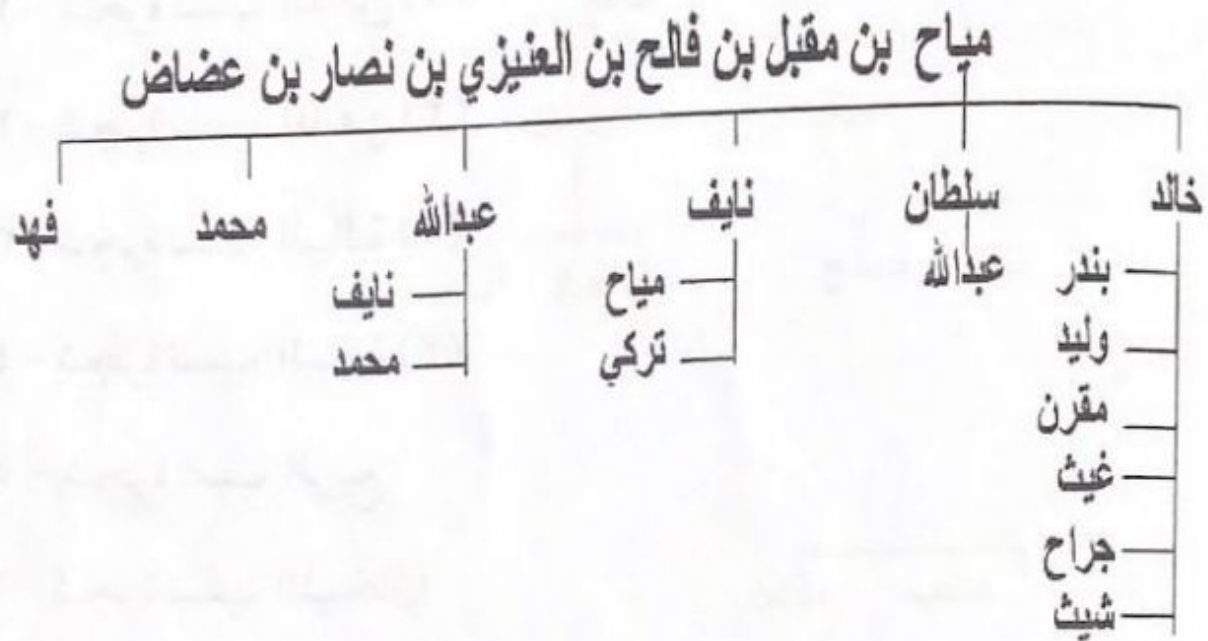 مياح بن مقبل بن فالح بن العنيزي بن نصار بن عضاض
خالد سلطان نايف عبدالله محمد فهد
بندر عبدالله مياح نايف
وليد تركي محمد
مقرن
غيث
جراح
شيث